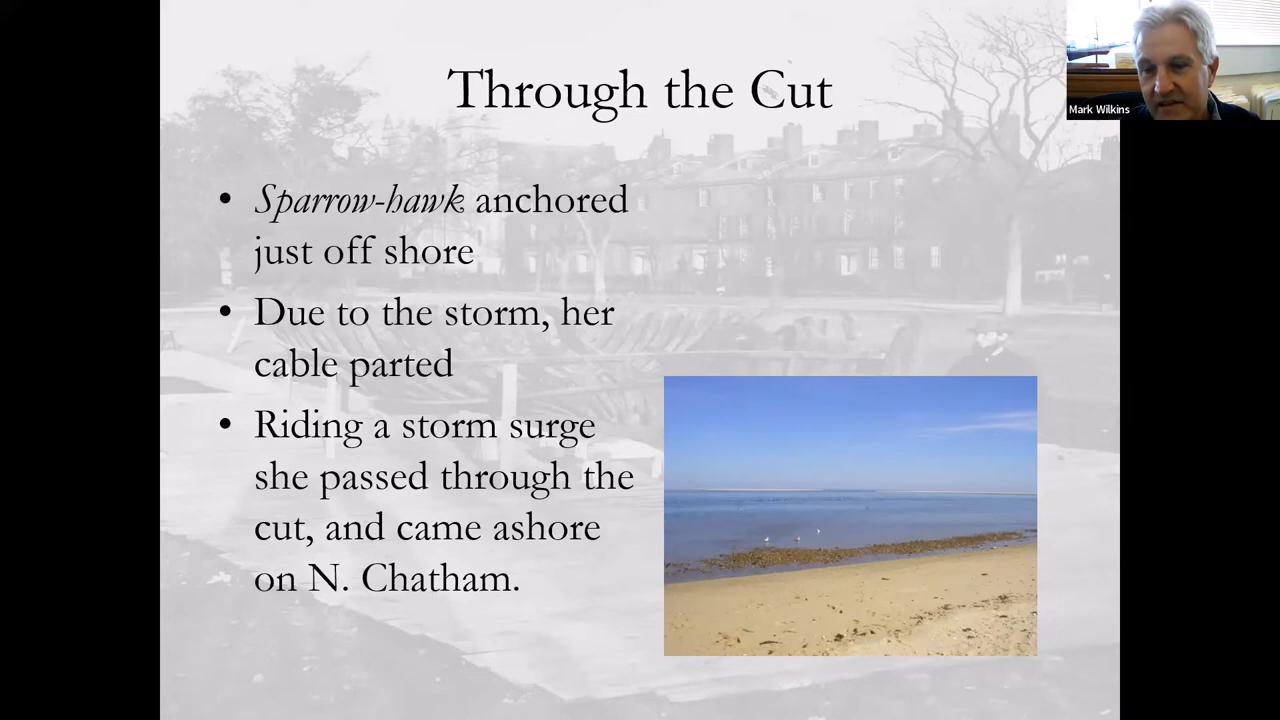 Through the Cut
Mark Wilkins
• Sparrow-hawk anchored
just off shore
• Due to the storm, her
cable parted
• Riding a storm surge
she passed through the
cut, and came ashore
on N. Chatham.